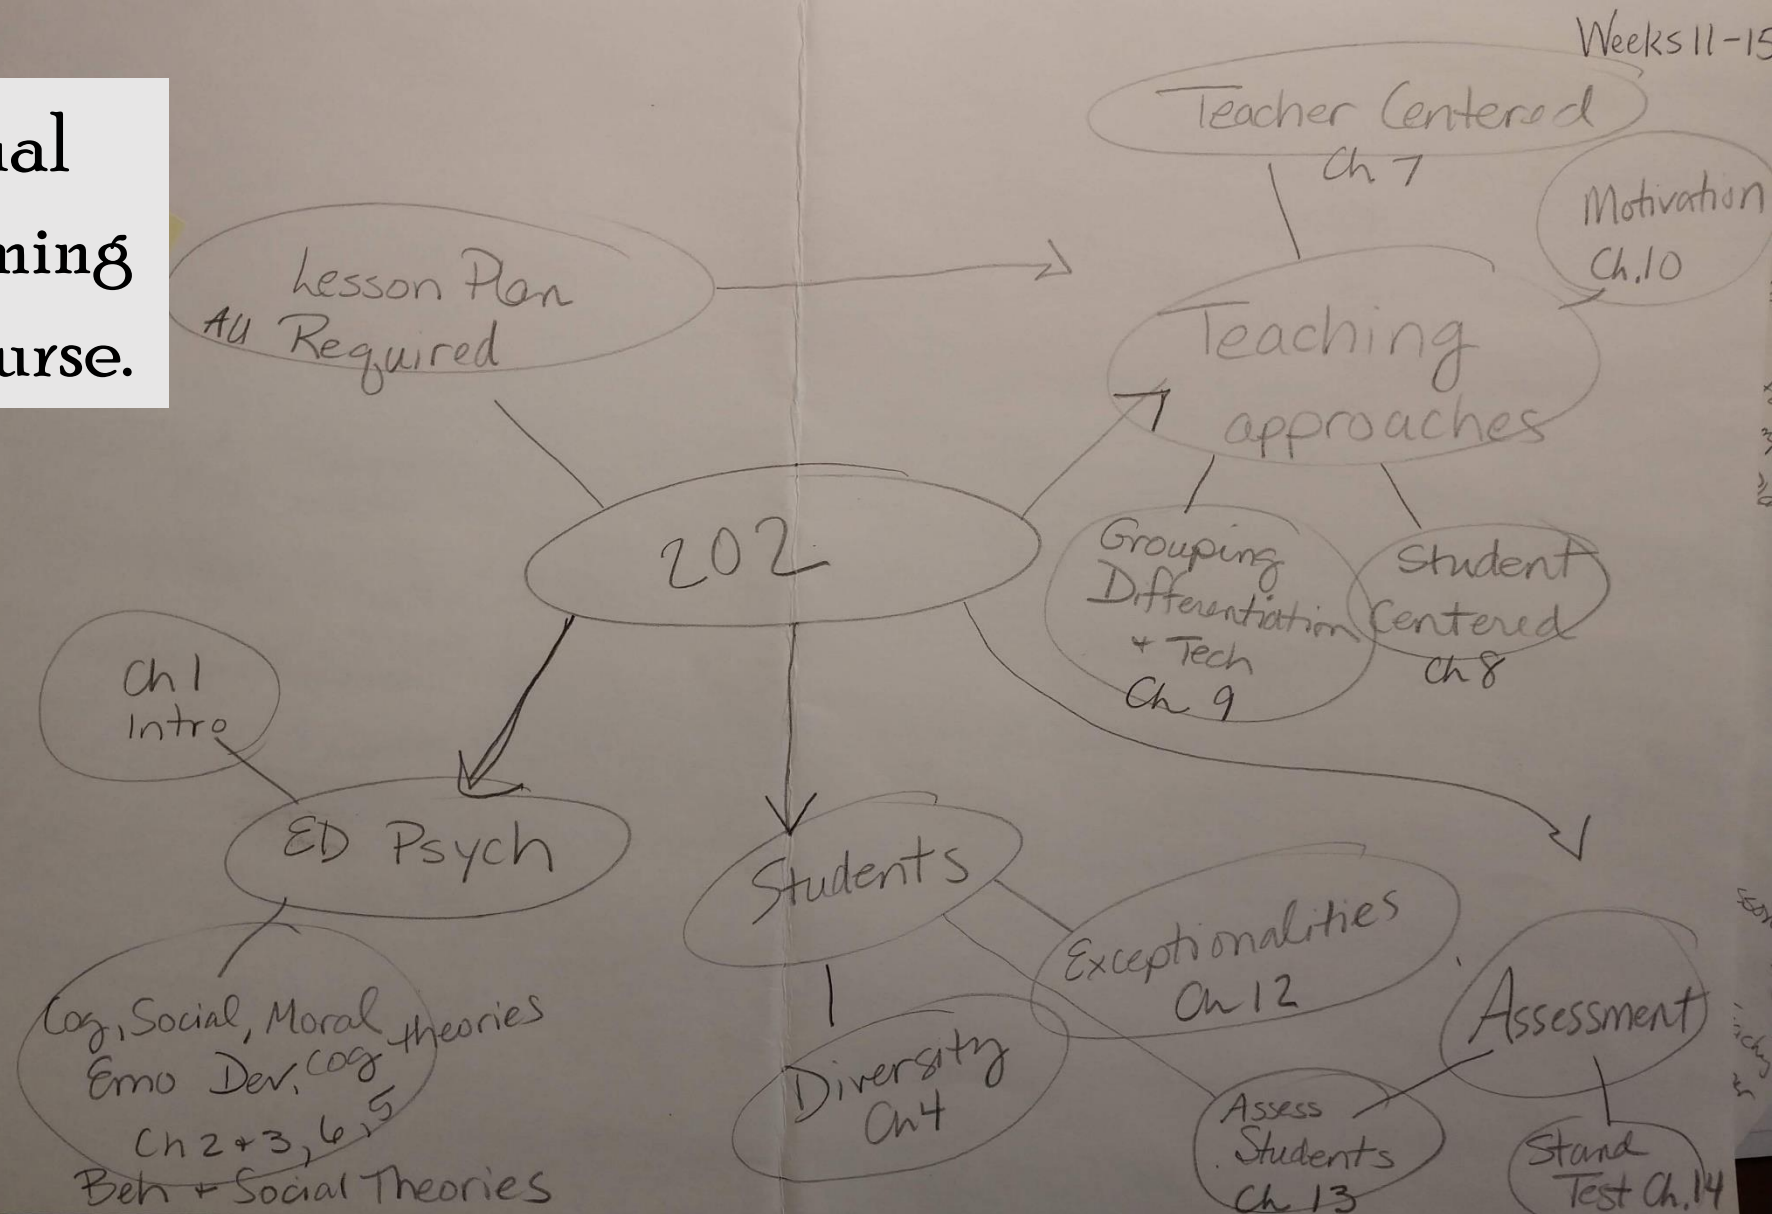 Weeks 11-15
Teacher Centered
Ch 7
Motivation
Ch.10
ual
ning
urse.
Lesson Plan
All Required
Teaching
approaches
202
Grouping
Differentiation
+ Tech
Ch 9
Student
Centered
Ch 8
Ch 1
Intro
ED Psych
Students
Exceptionalities
Ch 12
Assessment
Cog, Social, Moral
Emo Dev, cog theories
Ch 2 + 3, 6, 5
Beh + Social Theories
Diversity
Ch 4
Assess
Students
Ch 13
Stand
Test Ch.14